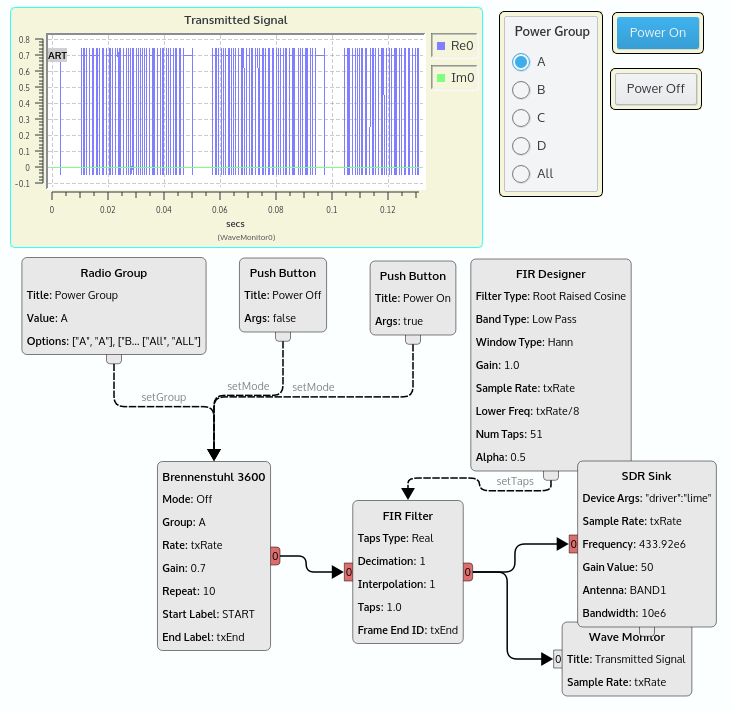 Transmitted Signal
0.8
0.7
0.6
0.5
0.4
0.3
0.2
0.1
0
-0.1
ART
0
0.02
0.04
0.06
0.08
0.1
0.12
secs
(WaveMonitor0)
Re0
Im0
Power Group
A
B
C
D
All
Power On
Power Off
Radio Group
Title: Power Group
Value: A
Options: ["A", "A"], ["B... ["All", "ALL"]
Push Button
Title: Power Off
Args: false
Push Button
Title: Power On
Args: true
FIR Designer
Filter Type: Root Raised Cosine
Band Type: Low Pass
Window Type: Hann
Gain: 1.0
Sample Rate: txRate
Lower Freq: txRate/8
Num Taps: 51
Alpha: 0.5
setGroup
setMode
setMode
setTaps
Brennenstuhl 3600
Mode: Off
Group: A
Rate: txRate
Gain: 0.7
Repeat: 10
Start Label: START
End Label: txEnd
0
0
FIR Filter
Taps Type: Real
Decimation: 1
Interpolation: 1
Taps: 1.0
Frame End ID: txEnd
0
0
SDR Sink
Device Args: "driver":"lime"
Sample Rate: txRate
Frequency: 433.92e6
Gain Value: 50
Antenna: BAND1
Bandwidth: 10e6
0
Wave Monitor
Title: Transmitted Signal
Sample Rate: txRate